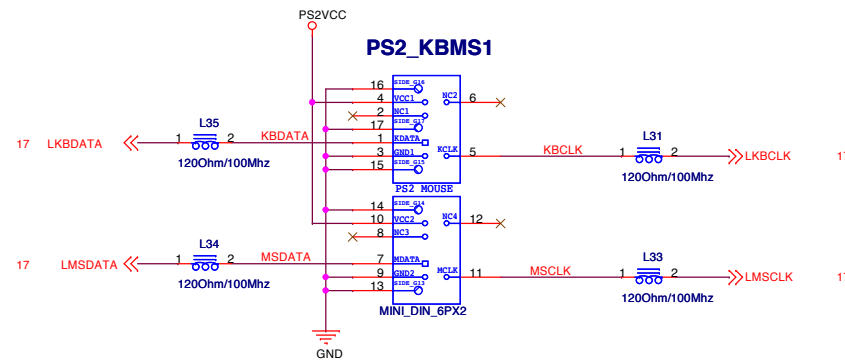 PS2VCC
PS2_KBMS1
16 SIDE_G16
4 VCC1 NC2 6
2 NC1
17 SIDE_G17
17 LKBDATA 1 L35 2 KBDATA 1 KDATA
120Ohm/100Mhz
3 GND1 KCLK 5 KBCLK 1 L31 2 LKBCLK 17
120Ohm/100Mhz
15 SIDE_G15
PS2 MOUSE
14 SIDE_G14
10 VCC2 NC4 12
8 NC3
17 LMSDATA 1 L34 2 MSDATA 7 MDATA
120Ohm/100Mhz
9 GND2 MCLK 11 MSCLK 1 L33 2 LMSCLK 17
120Ohm/100Mhz
13 SIDE_G13
MINI_DIN_6PX2
GND